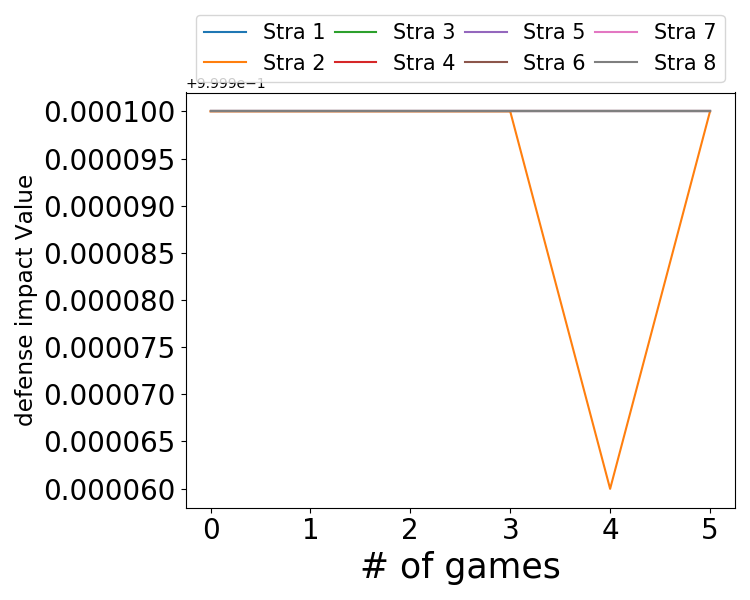 Stra 1 Stra 3 Stra 5 Stra 7
Stra 2 Stra 4 Stra 6 Stra 8
+9.999e−1
0.000100
0.000095
0.000090
0.000085
0.000080
0.000075
0.000070
0.000065
0.000060
defense impact Value
0 1 2 3 4 5
# of games